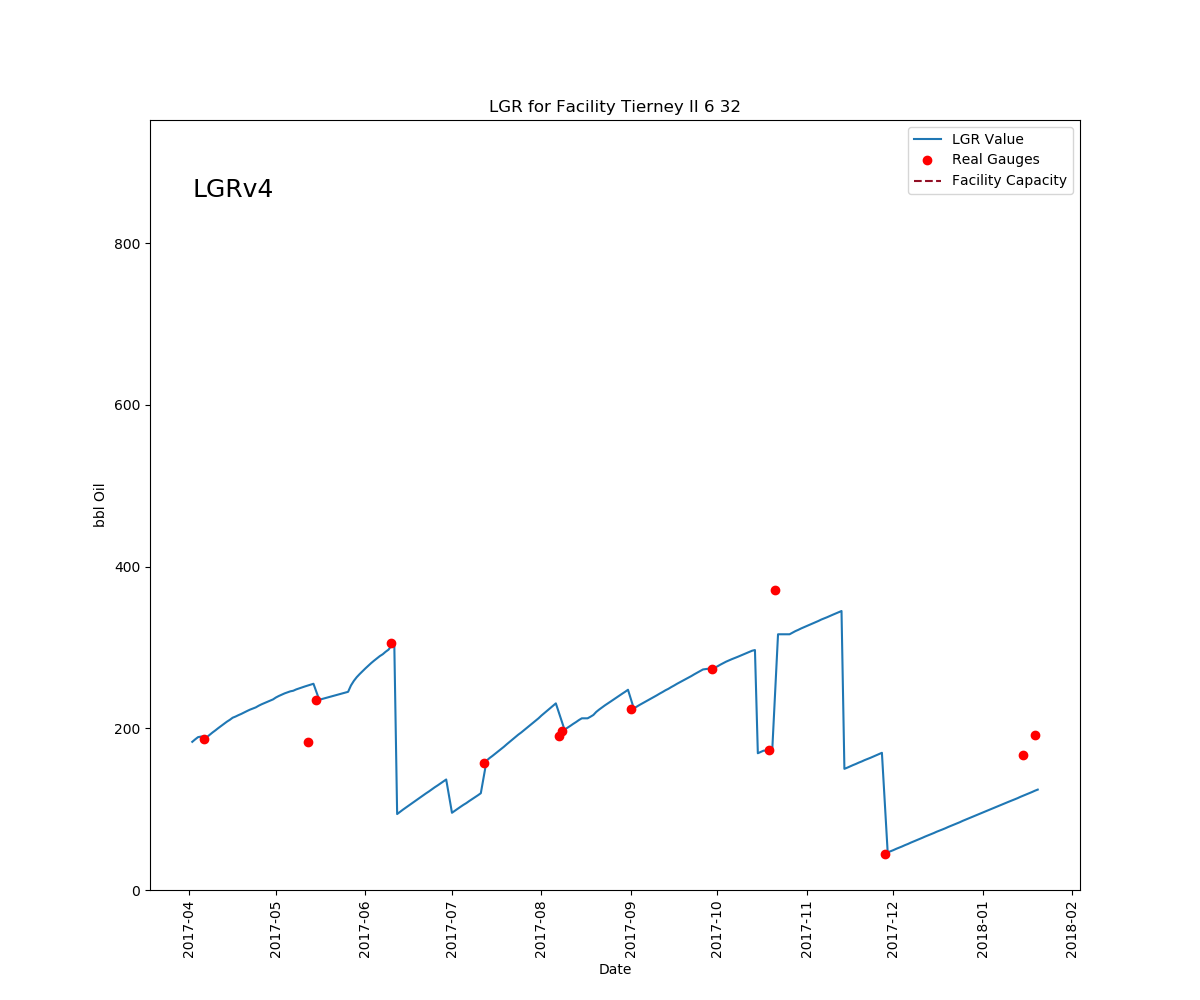 LGR for Facility Tierney II 6 32
LGRv4
LGR Value
Real Gauges
Facility Capacity
bbl Oil
800
600
400
200
0
2017-04
2017-05
2017-06
2017-07
2017-08
2017-09
2017-10
2017-11
2017-12
2018-01
2018-02
Date